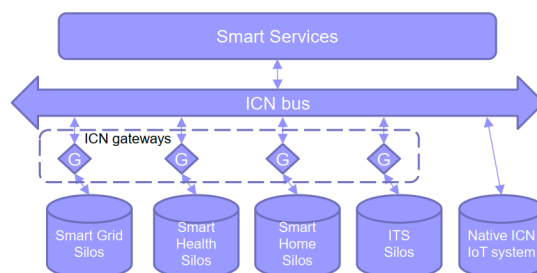 Smart Services
ICN bus
ICN gateways
G G G G
Smart Grid
Silos
Smart
Health
Silos
Smart
Home
Silos
ITS
Silos
Native ICN
IoT system